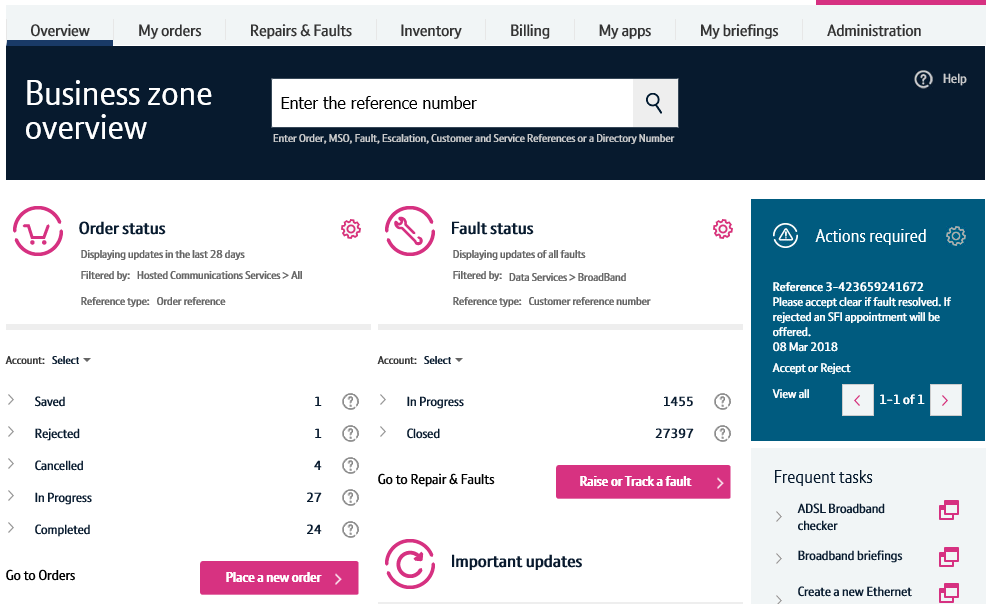 Overview My orders Repairs & Faults Inventory Billing My apps My briefings Administration
Business zone
overview
Enter the reference number
Enter Order, MSO, Fault, Escalation, Customer and Service References or a Directory Number
? Help
Order status
Displaying updates in the last 28 days
Filtered by: Hosted Communications Services > All
Reference type: Order reference
Account: Select
Saved 1 ?
Rejected 1 ?
Cancelled 4 ?
In Progress 27 ?
Completed 24 ?
Go to Orders Place a new order
Fault status
Displaying updates of all faults
Filtered by: Data Services > BroadBand
Reference type: Customer reference number
Account: Select
In Progress 1455 ?
Closed 27397 ?
Go to Repair & Faults Raise or Track a fault
Important updates
Actions required
Reference 3-423659241672
Please accept clear if fault resolved. If
rejected an SFI appointment will be
offered.
08 Mar 2018
Accept or Reject
View all 1-1 of 1
Frequent tasks
ADSL Broadband
checker
Broadband briefings
Create a new Ethernet